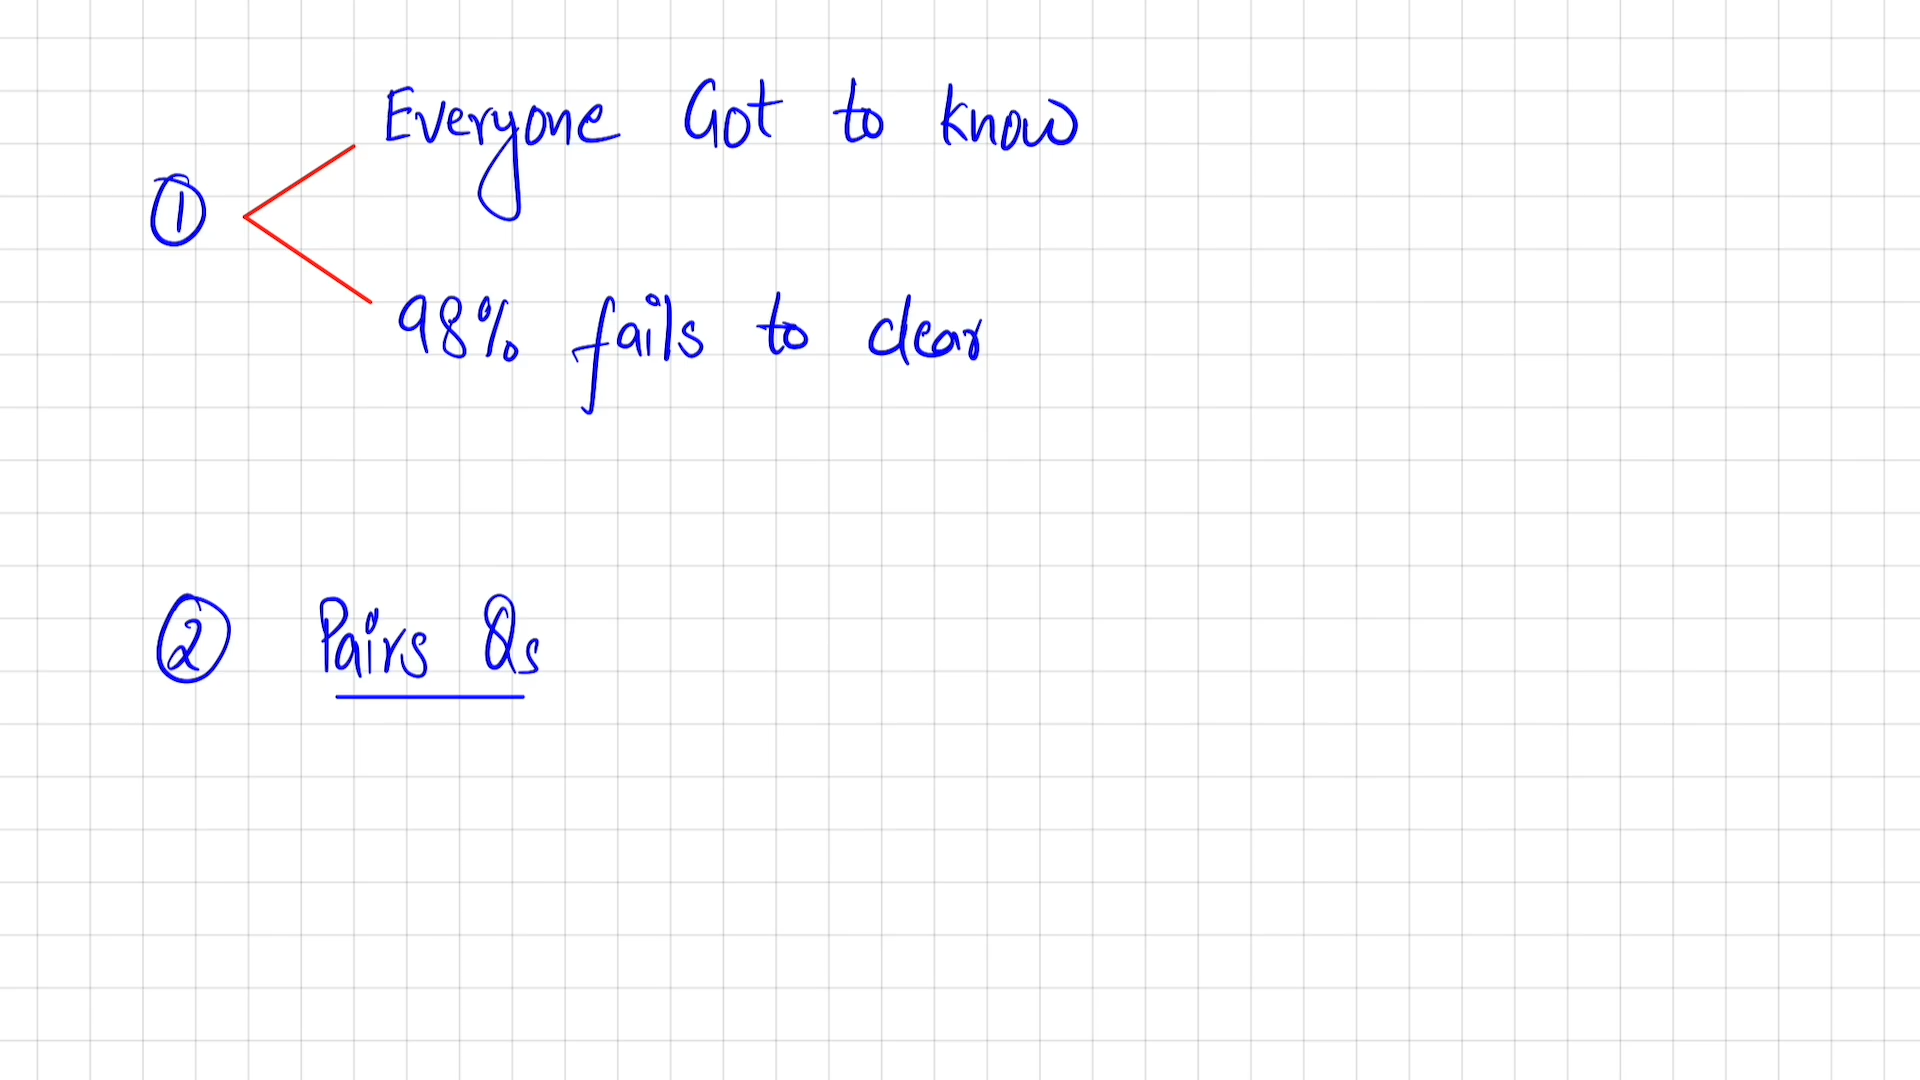 Everyone Got to know
①
98% fails to clear
② Pairs Qs